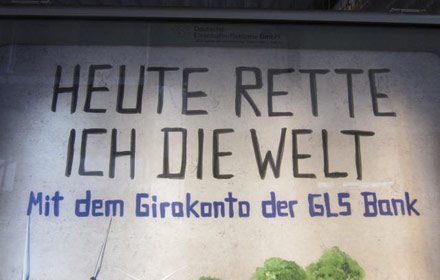 HEUTE RETTE
ICH DIE WELT
Mit dem Girokonto der GLS Bank